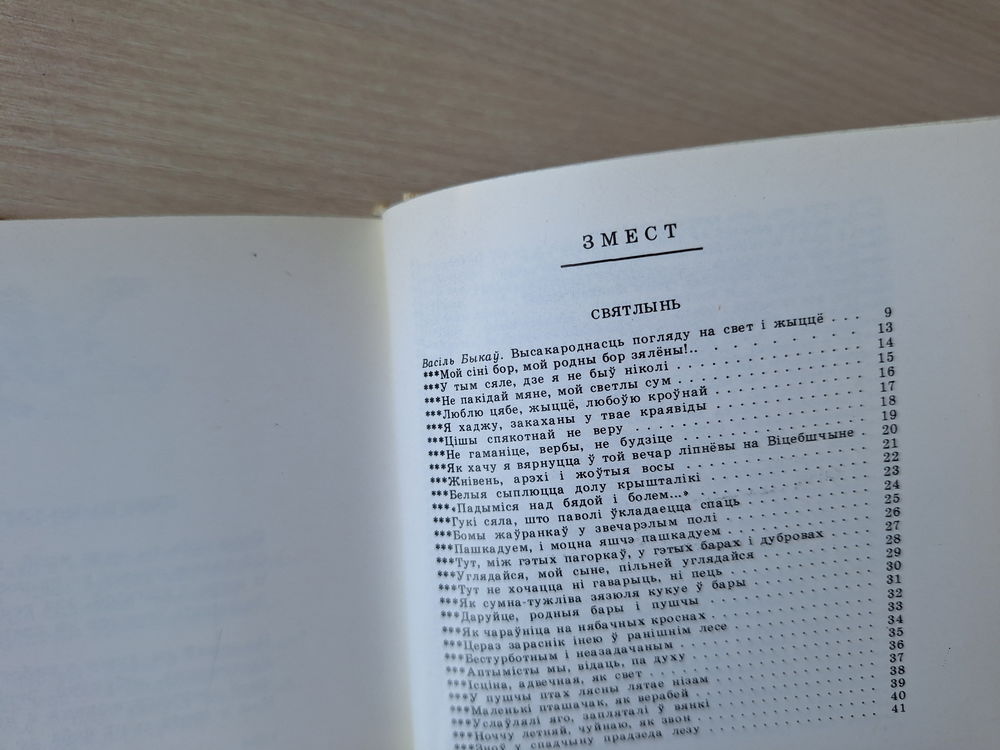 ЗМЕСТ
СВЯТЛЫНЬ
Васіль Быкаў. Высакароднасць погляду на свет і жыццё . . . 9
***Мой сіні бор, мой родны бор зялёны!.. . . . 13
***У тым сяле, дзе я не быў ніколі . . . 14
***Не пакідай мяне, мой светлы сум . . . 15
***Люблю цябе, жыццё, любоўю кроўнай . . . 16
***Я хаджу, закаханы у твае краявіды . . . 17
***Цішы спякотнай не веру . . . 18
***Не гаманіце, вербы, не будзіце . . . 19
***Як хачу я вярнуцца ў той вечар ліпнёвы на Віцебшчыне . 20
***Жнівень, арэхі і жоўтыя восы . . . 21
***Белыя сыплюцца долу крышталікі . . . 22
***«Падыміся над бядой і болем...» . . . 23
***Гукі сяла, што паволі ўкладаецца спаць . . . 24
***Бомы жаўранкаў у звечарэлым полі . . . 25
***Пашкадуем, і моцна яшчэ пашкадуем . . . 26
***Тут, між гэтых пагоркаў, у гэтых барах і дубровах . . . 27
***Углядайся, мой сыне, пільней углядайся . . . 28
***Тут не хочацца ні гаварыць, ні пець . . . 29
***Як сумна-тужліва зязюля кукуе ў бары . . . 30
***Даруйце, родныя бары і пушчы . . . 31
***Як чараўніца на нябачных кроснах . . . 32
***Цераз зараснік інею ў ранішнім лесе . . . 33
***Бестурботным і неазадачаным . . . 34
***Аптымісты мы, відаць, па духу . . . 35
***Ісціна, адвечная, як свет . . . 36
***У пушчы птах лясны лятае нізам . . . 37
***Маленькі пташачак, як верабей . . . 38
***Услаўлялі яго, запляталі ў вянкі . . . 39
***Ноччу летняй, чуйнаю, як звон . . . 40
***Зноў у спадчыну прадзеда лезу . . . 41